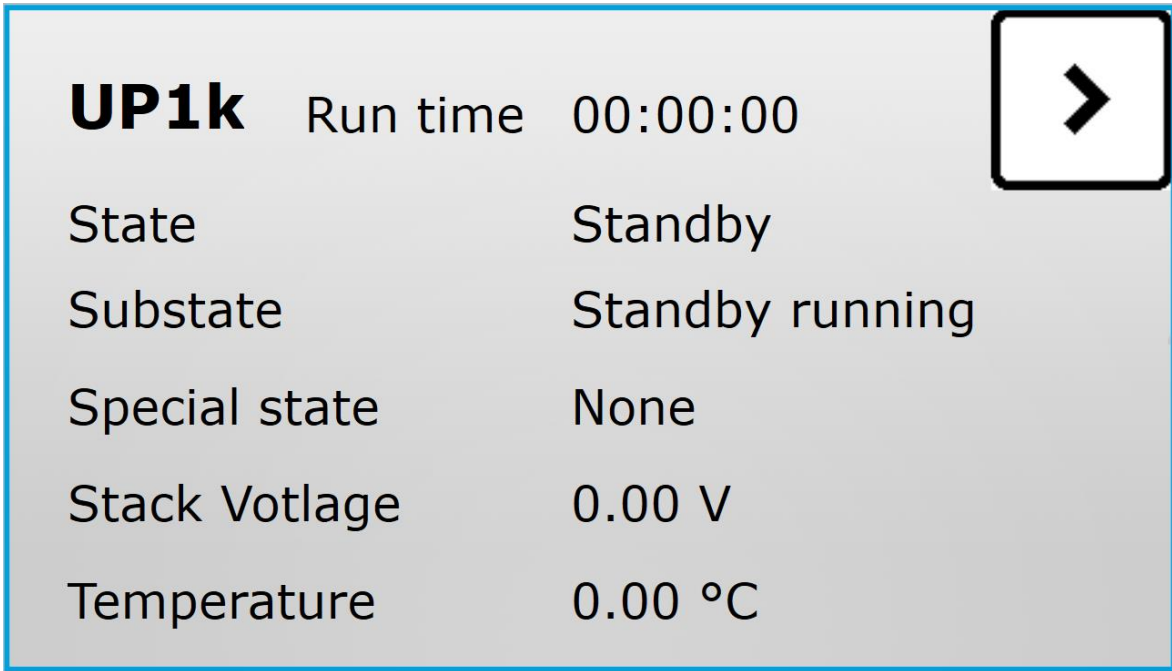 UP1k Run time 00:00:00
State Standby
Substate Standby running
Special state None
Stack Votlage 0.00 V
Temperature 0.00 °C